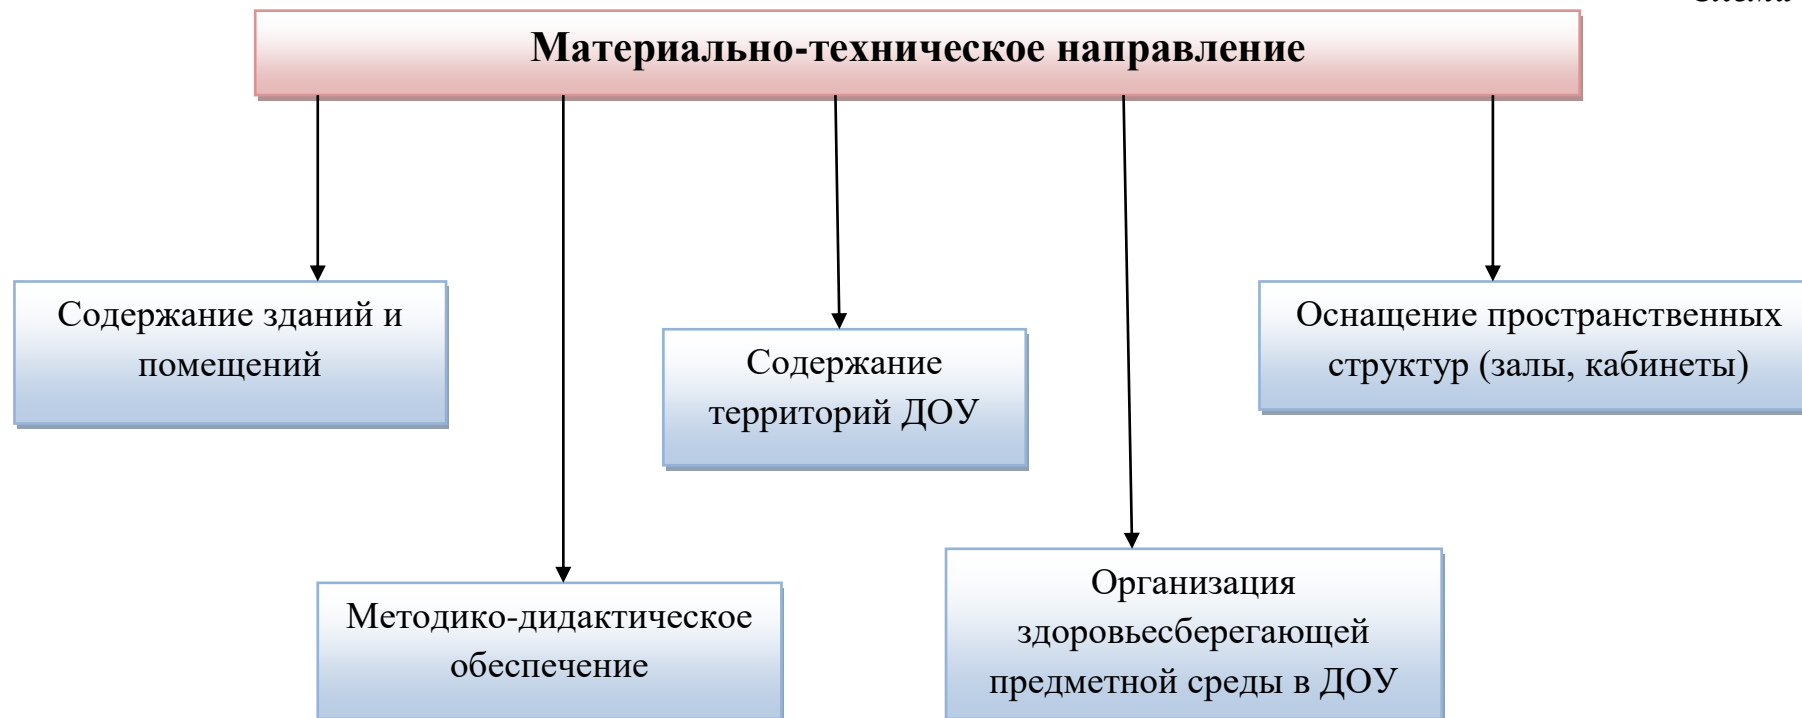 Материально-техническое направление
Содержание зданий и
помещений
Содержание
территорий ДОУ
Оснащение пространственных
структур (залы, кабинеты)
Методико-дидактическое
обеспечение
Организация
здоровьесберегающей
предметной среды в ДОУ